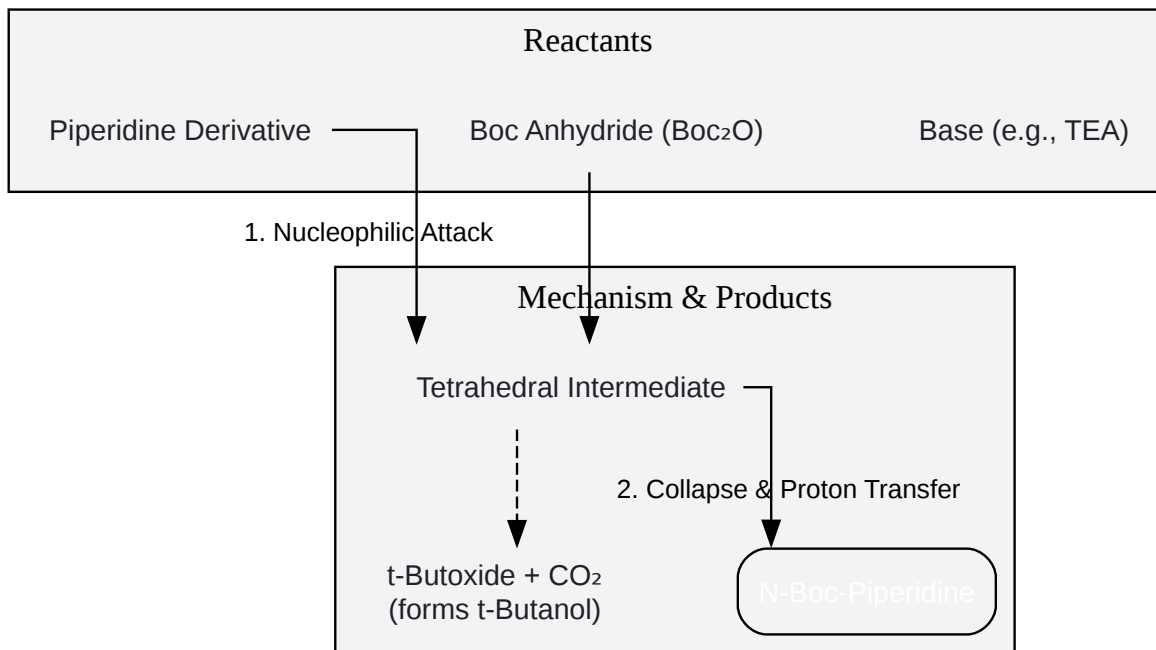 Reactants
Piperidine Derivative
Boc Anhydride (Boc₂O)
Base (e.g., TEA)
1. Nucleophilic Attack
Mechanism & Products
Tetrahedral Intermediate
2. Collapse & Proton Transfer
t-Butoxide + CO₂
(forms t-Butanol)
N-Boc-Piperidine